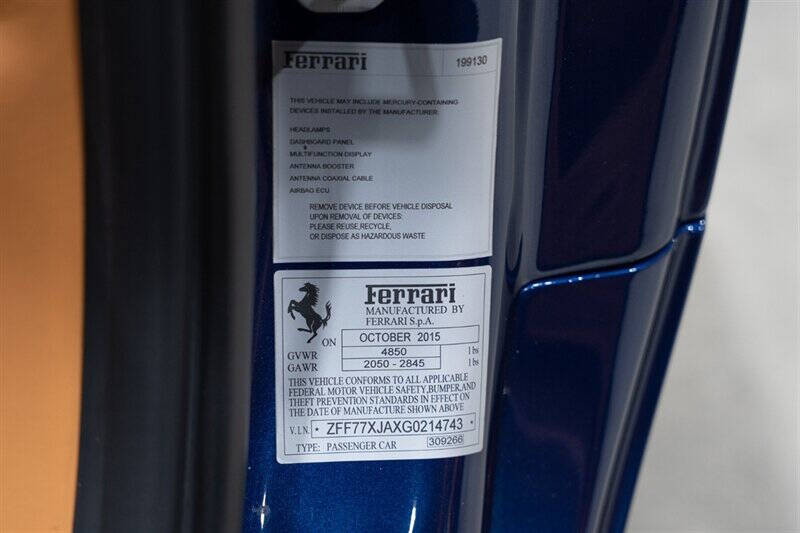 Ferrari 199130
THIS VEHICLE MAY INCLUDE MERCURY-CONTAINING
DEVICES INSTALLED BY THE MANUFACTURER:
HEADLAMPS
DASHBOARD PANEL
MULTIFUNCTION DISPLAY
ANTENNA BOOSTER
ANTENNA COAXIAL CABLE
AIRBAG ECU
REMOVE DEVICE BEFORE VEHICLE DISPOSAL
UPON REMOVAL OF DEVICES:
PLEASE REUSE,RECYCLE,
OR DISPOSE AS HAZARDOUS WASTE
Ferrari
MANUFACTURED BY
FERRARI S.p.A.
ON OCTOBER 2015
GVWR 4850 lbs
GAWR 2050 - 2845 lbs
THIS VEHICLE CONFORMS TO ALL APPLICABLE
FEDERAL MOTOR VEHICLE SAFETY,BUMPER,AND
THEFT PREVENTION STANDARDS IN EFFECT ON
THE DATE OF MANUFACTURE SHOWN ABOVE
V.I.N. * ZFF77XJAXG0214743 *
TYPE: PASSENGER CAR 309266